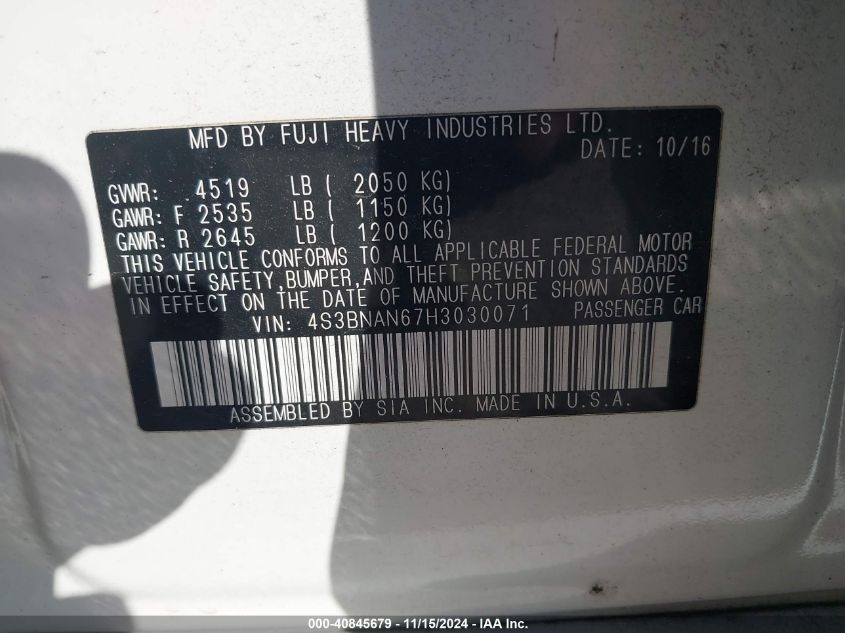 MFD BY FUJI HEAVY INDUSTRIES LTD.
DATE: 10/16
GVWR: 4519 LB ( 2050 KG)
GAWR: F 2535 LB ( 1150 KG)
GAWR: R 2645 LB ( 1200 KG)
THIS VEHICLE CONFORMS TO ALL APPLICABLE FEDERAL MOTOR
VEHICLE SAFETY,BUMPER,AND THEFT PREVENTION STANDARDS
IN EFFECT ON THE DATE OF MANUFACTURE SHOWN ABOVE.
VIN: 4S3BNAN67H3030071 PASSENGER CAR
ASSEMBLED BY SIA INC. MADE IN U.S.A.
000-40845679 - 11/15/2024 - IAA Inc.